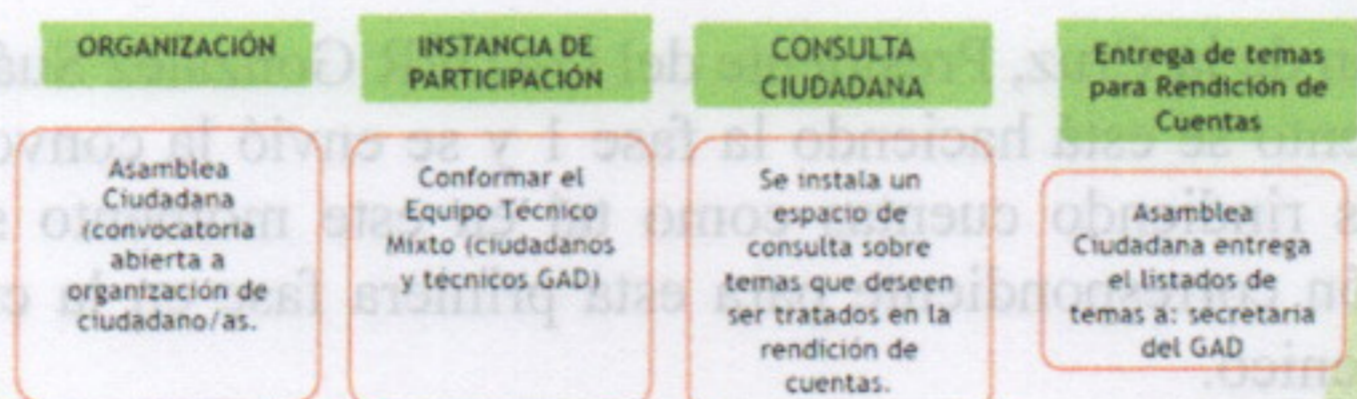 ORGANIZACIÓN
Asamblea
Ciudadana
(convocatoria
abierta a
organización de
ciudadano/as.
INSTANCIA DE
PARTICIPACIÓN
Conformar el
Equipo Técnico
Mixto (ciudadanos
y técnicos GAD)
CONSULTA
CIUDADANA
Se instala un
espacio de
consulta sobre
temas que deseen
ser tratados en la
rendición de
cuentas.
Entrega de temas
para Rendición de
Cuentas
Asamblea
Ciudadana entrega
el listados de
temas a: secretaria
del GAD